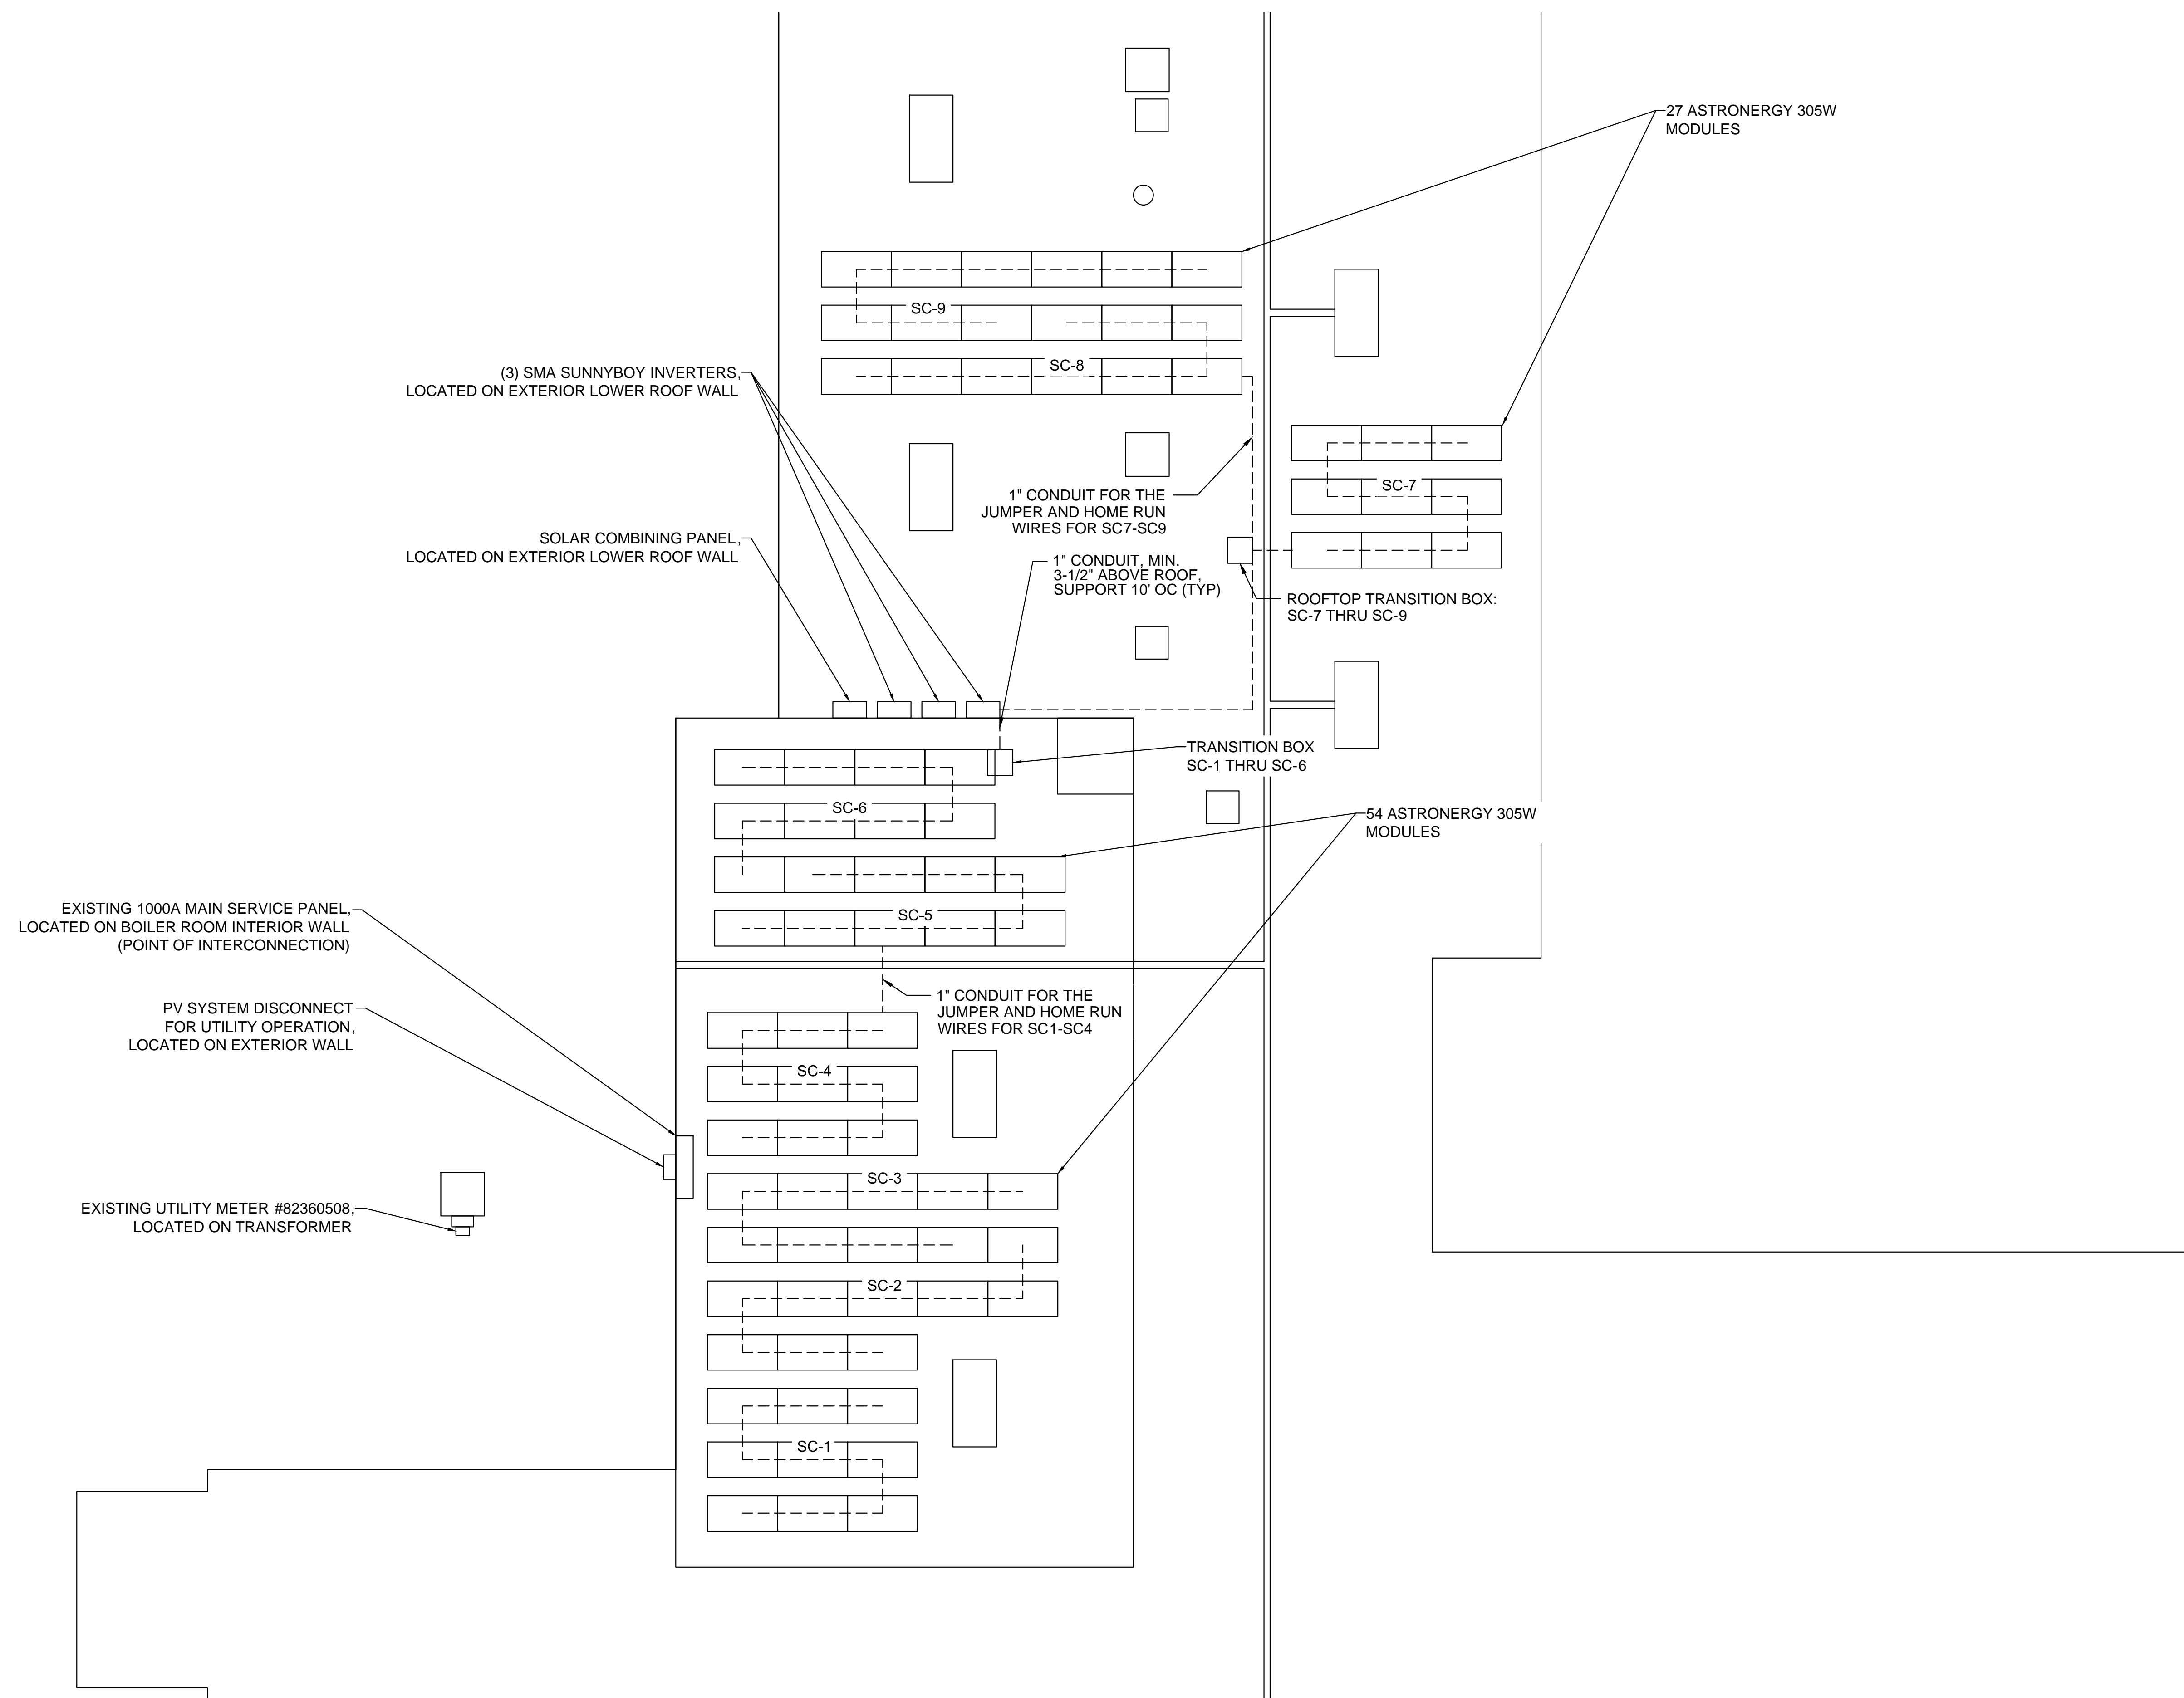 27 ASTRONERGY 305W
MODULES
SC-9
(3) SMA SUNNYBOY INVERTERS,
LOCATED ON EXTERIOR LOWER ROOF WALL
SC-8
SC-7
1" CONDUIT FOR THE
JUMPER AND HOME RUN
WIRES FOR SC7-SC9
SOLAR COMBINING PANEL,
LOCATED ON EXTERIOR LOWER ROOF WALL
1" CONDUIT, MIN.
3-1/2" ABOVE ROOF,
SUPPORT 10' OC (TYP)
ROOFTOP TRANSITION BOX:
SC-7 THRU SC-9
TRANSITION BOX
SC-1 THRU SC-6
SC-6
54 ASTRONERGY 305W
MODULES
EXISTING 1000A MAIN SERVICE PANEL,
LOCATED ON BOILER ROOM INTERIOR WALL
(POINT OF INTERCONNECTION)
SC-5
PV SYSTEM DISCONNECT
FOR UTILITY OPERATION,
LOCATED ON EXTERIOR WALL
1" CONDUIT FOR THE
JUMPER AND HOME RUN
WIRES FOR SC1-SC4
SC-4
SC-3
EXISTING UTILITY METER #82360508,
LOCATED ON TRANSFORMER
SC-2
SC-1